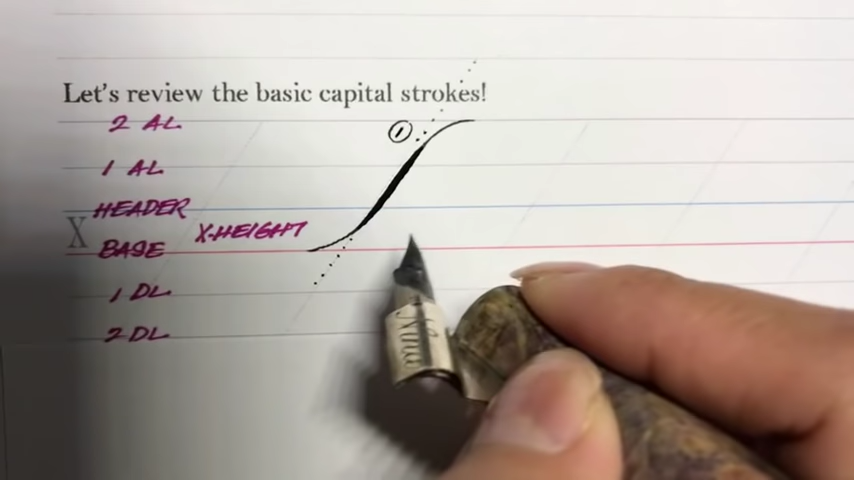 Let's review the basic capital strokes!
2 AL
①
1 AL
HEADER
X
BASE
X-HEIGHT
1 DL
2 DL